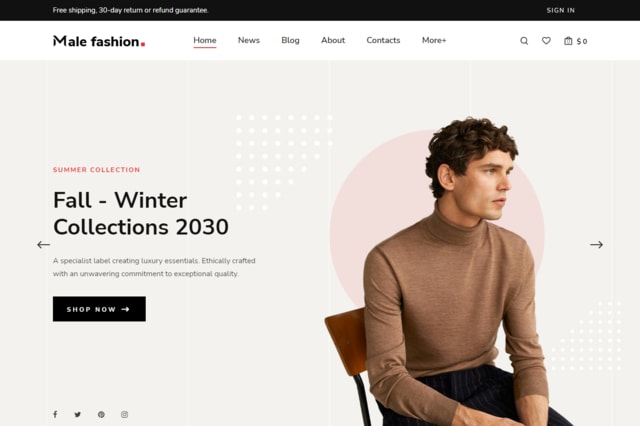 Free shipping, 30-day return or refund guarantee.
SIGN IN
Male fashion.
Home News Blog About Contacts More+
0 $ 0
SUMMER COLLECTION
Fall - Winter
Collections 2030
A specialist label creating luxury essentials. Ethically crafted
with an unwavering commitment to exceptional quality.
SHOP NOW